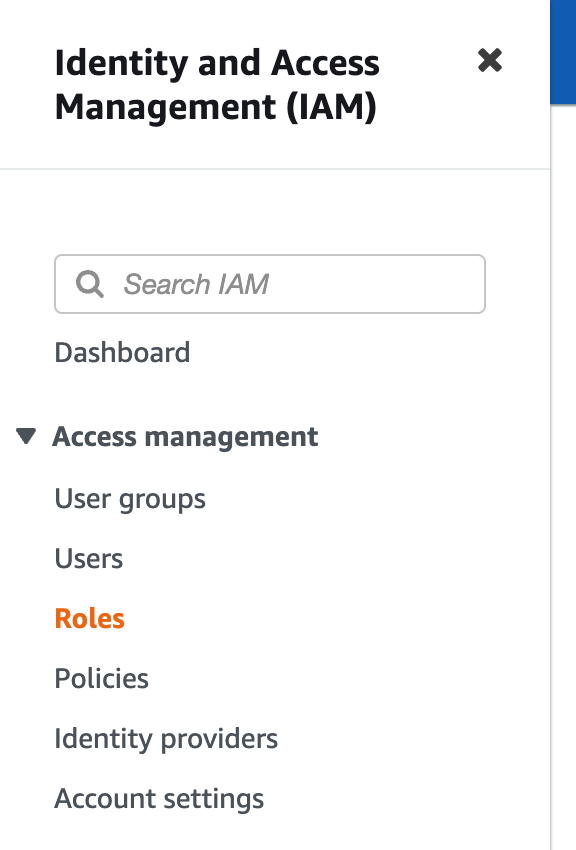 Identity and Access
Management (IAM)
Search IAM
Dashboard
Access management
User groups
Users
Roles
Policies
Identity providers
Account settings